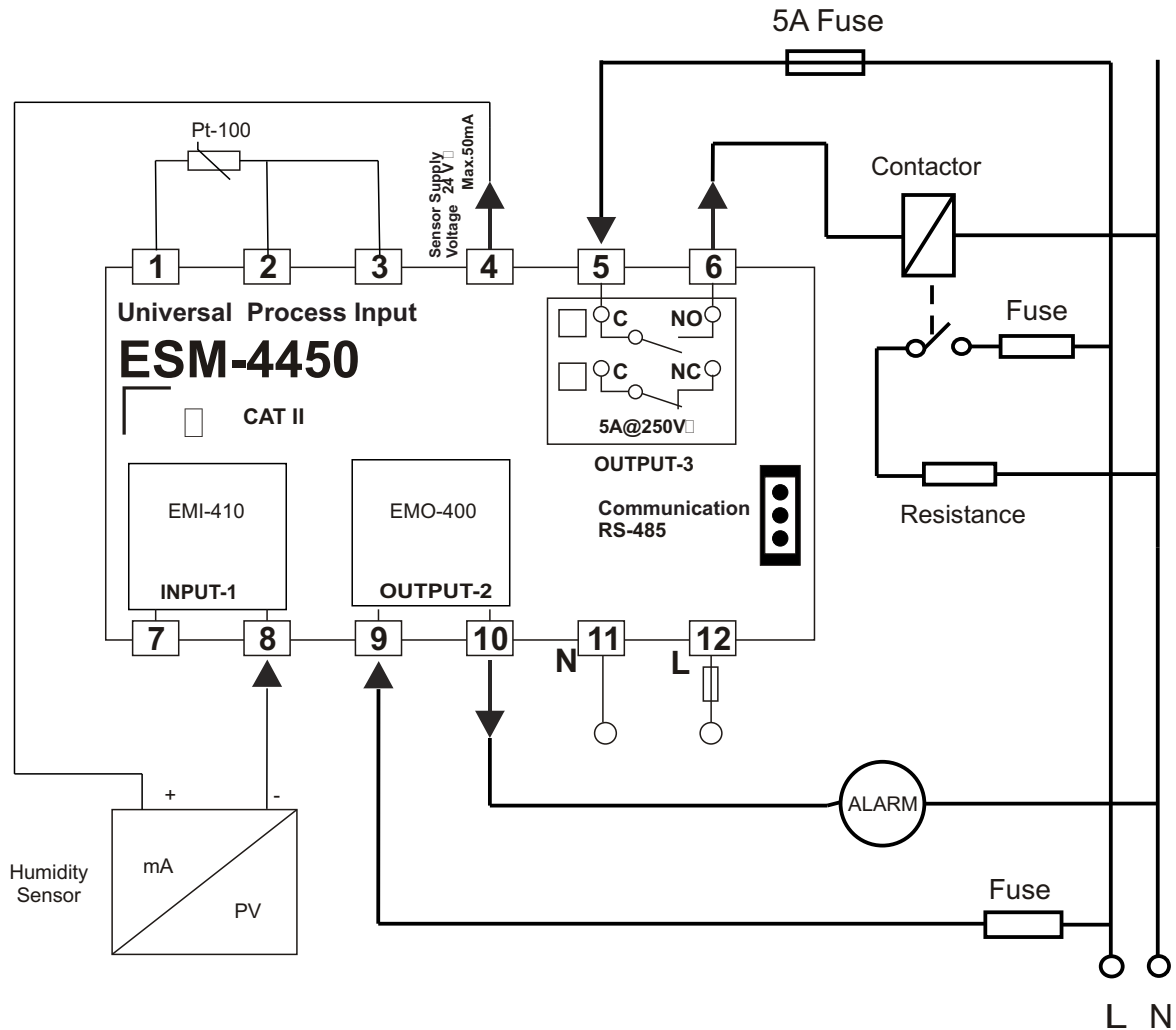 5A Fuse
Pt-100
Sensor Supply
Voltage 24 V □
Max.50mA
Contactor
1
2
3
4
5
6
Universal Process Input
ESM-4450
C
NO
C
NC
5A@250V□
Fuse
CAT II
OUTPUT-3
Communication
RS-485
Resistance
EMI-410
INPUT-1
EMO-400
OUTPUT-2
7
8
9
10
N
11
L
12
+
-
mA
PV
Humidity
Sensor
ALARM
Fuse
L
N